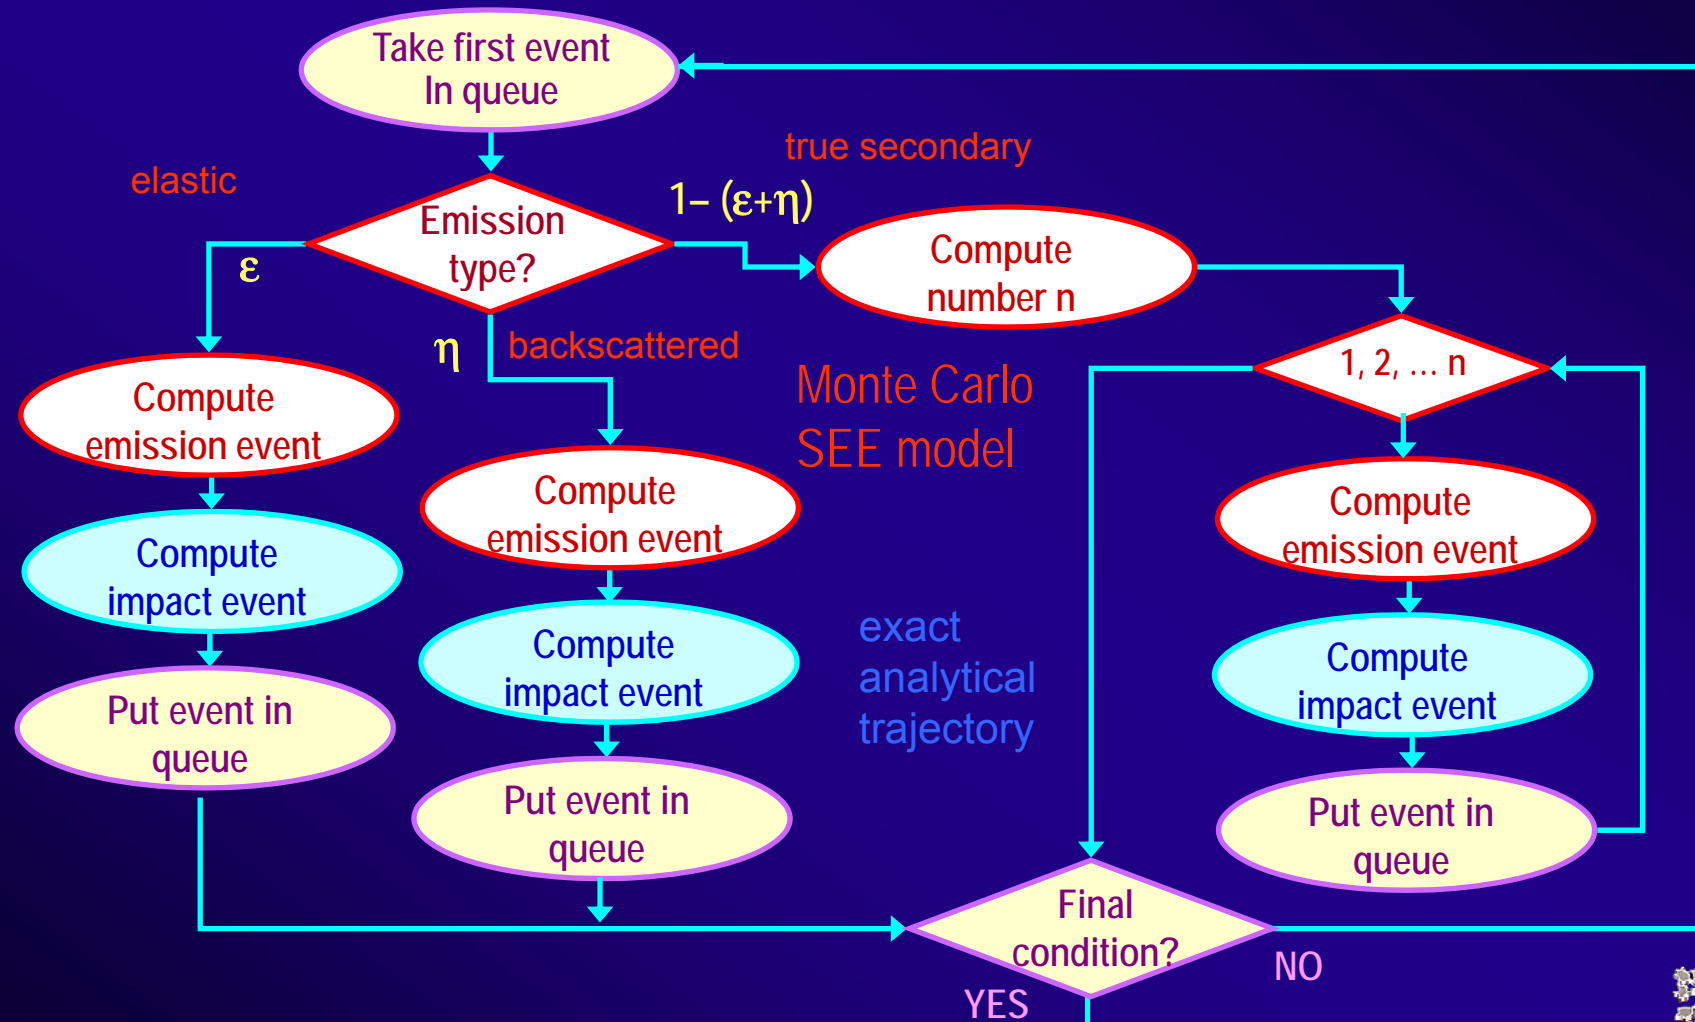 Take first event
In queue
true secondary
elastic
1– (ε+η)
Emission
type?
ε
Compute
number n
η
backscattered
1, 2, ... n
Monte Carlo
SEE model
Compute
emission event
Compute
impact event
Put event in
queue
Compute
emission event
Compute
impact event
Put event in
queue
exact
analytical
trajectory
Compute
emission event
Compute
impact event
Put event in
queue
Final
condition?
NO
YES